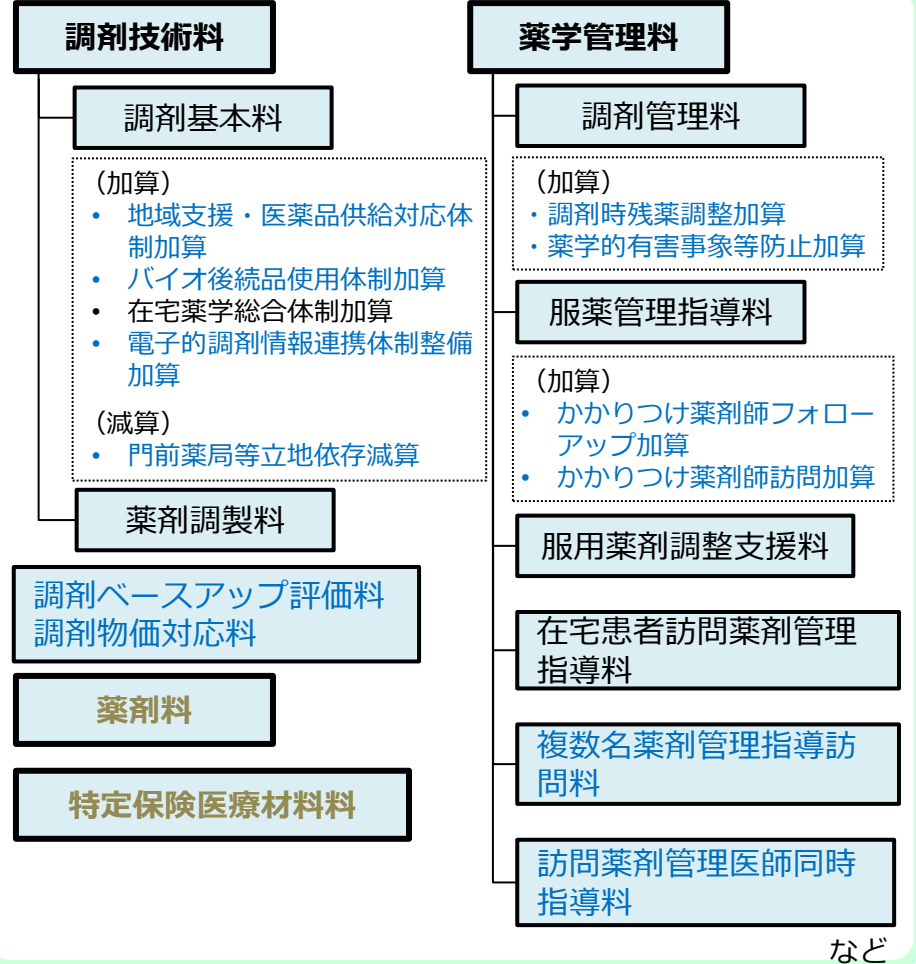 調剤技術料
調剤基本料
（加算）
• 地域支援・医薬品供給対応体
制加算
• バイオ後続品使用体制加算
• 在宅薬学総合体制加算
• 電子的調剤情報連携体制整備
加算
（減算）
• 門前薬局等立地依存減算
薬剤調製料
調剤ベースアップ評価料
調剤物価対応料
薬剤料
特定保険医療材料料
薬学管理料
調剤管理料
（加算）
・調剤時残薬調整加算
・薬学的有害事象等防止加算
服薬管理指導料
（加算）
• かかりつけ薬剤師フォロー
アップ加算
• かかりつけ薬剤師訪問加算
服用薬剤調整支援料
在宅患者訪問薬剤管理
指導料
複数名薬剤管理指導訪
問料
訪問薬剤管理医師同時
指導料
など